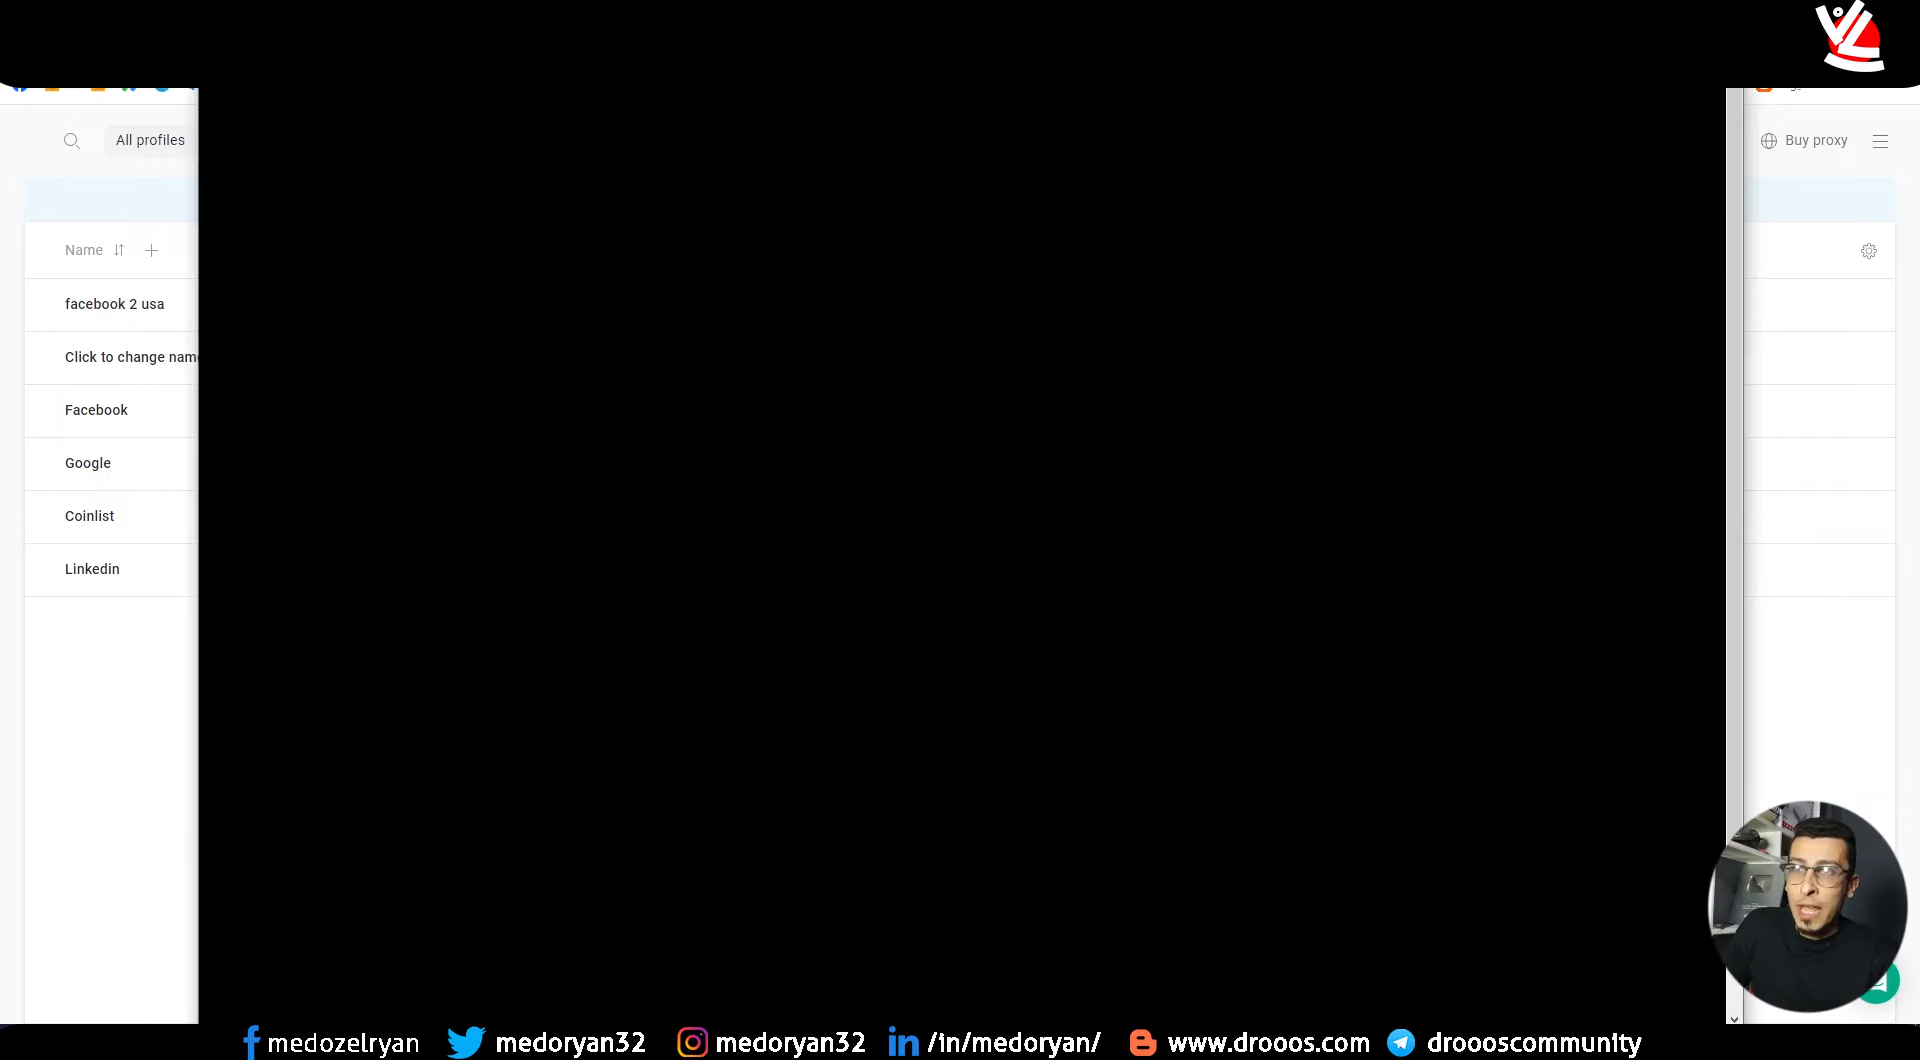 All profiles
Buy proxy
Name
facebook 2 usa
Click to change nam
Facebook
Google
Coinlist
Linkedin
medozelryan
medoryan32
medoryan32
/in/medoryan/
www.drooos.com
droooscommunity